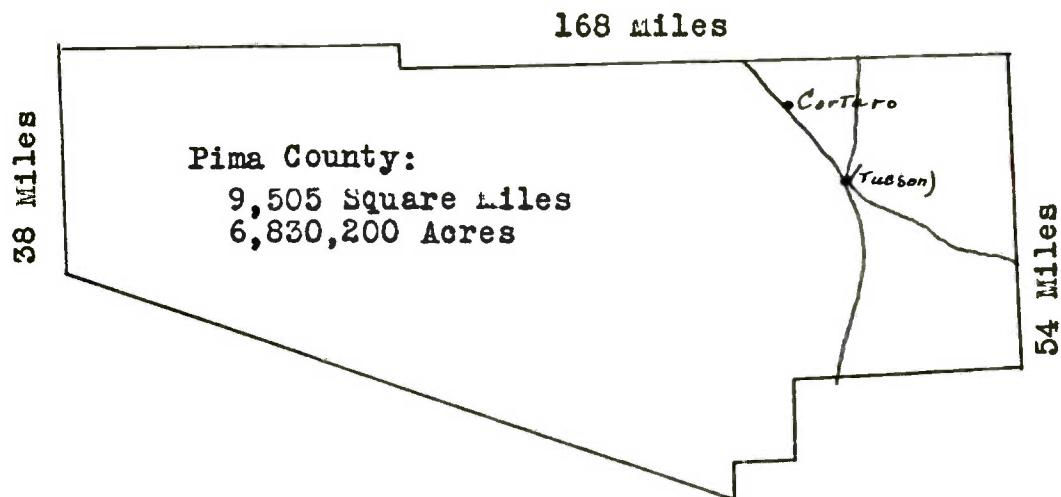 168 Miles
Cortaro
Pima County:
(Tucson)
9,505 Square Miles
6,830,200 Acres
38 Miles
54 Miles